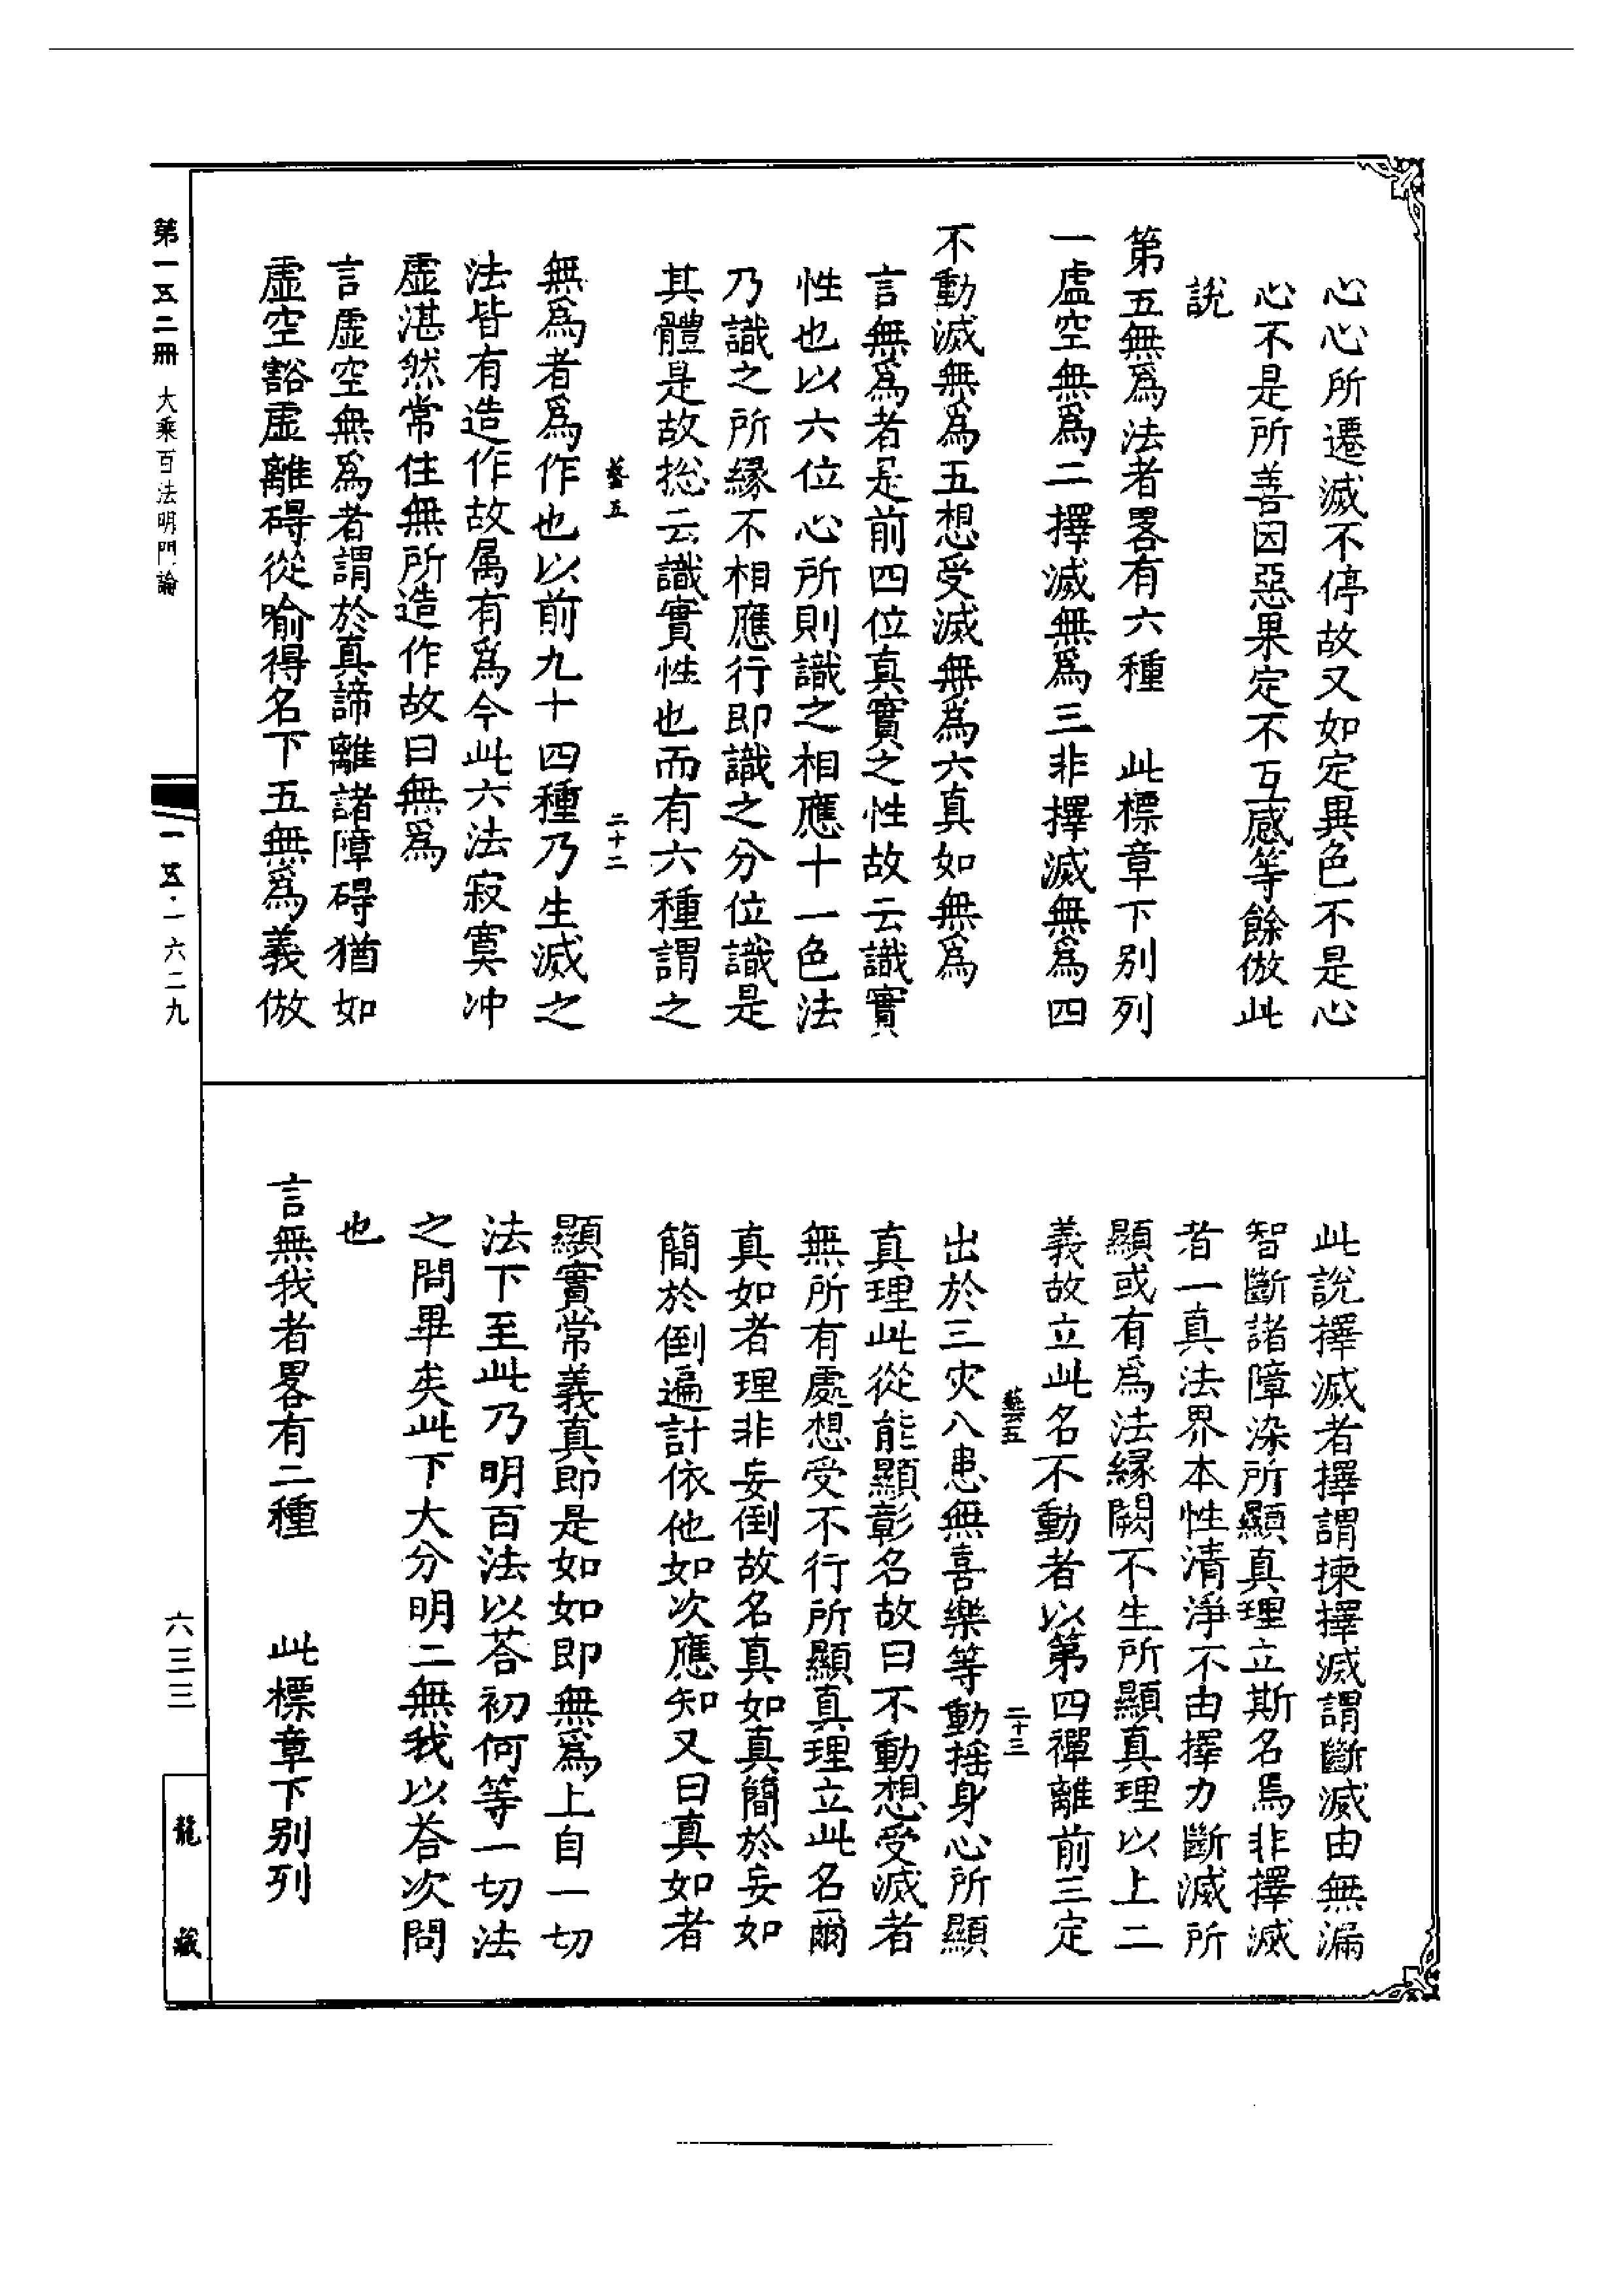 心心所遷滅不停故又如定異色不是心
心不是所善因惡果定不互感等餘倣此
說
第五無爲法者畧有六種　此標章下別列
一虛空無爲二擇滅無爲三非擇滅無爲四
不動滅無爲五想受滅無爲六真如無爲
言無爲者是前四位真實之性故云識實
性也以六位心所則識之相應十一色法
乃識之所緣不相應行即識之分位識是
其體是故総云識實性也而有六種謂之
藝五　二十二
無爲者爲作也以前九十四種乃生滅之
法皆有造作故属有爲今此六法寂寞冲
虛湛然常住無所造作故曰無爲
言虛空無爲者謂於真諦離諸障碍猶如
虛空豁虛離碍從喻得名下五無爲義倣
此說擇滅者擇謂揀擇滅謂斷滅由無漏
智斷諸障染所顯真理立斯名焉非擇滅
者一真法界本性清淨不由擇力斷滅所
顯或有爲法緣闕不生所顯真理以上二
義故立此名不動者以第四禪離前三定
藝五　二十三
出於三灾八患無喜樂等動搖身心所顯
真理此從能顯彰名故曰不動想受滅者
無所有處想受不行所顯真理立此名爾
真如者理非妄倒故名真如真簡於妄如
簡於倒遍計依他如次應知又曰真如者
顯實常義真即是如如即無爲上自一切
法下至此乃明百法以荅初何等一切法
之問畢矣此下大分明二無我以荅次問
也
言無我者畧有二種　此標章下別列
第一五二冊　大乘百法明門論
一五·一六二九
六三三
龍藏